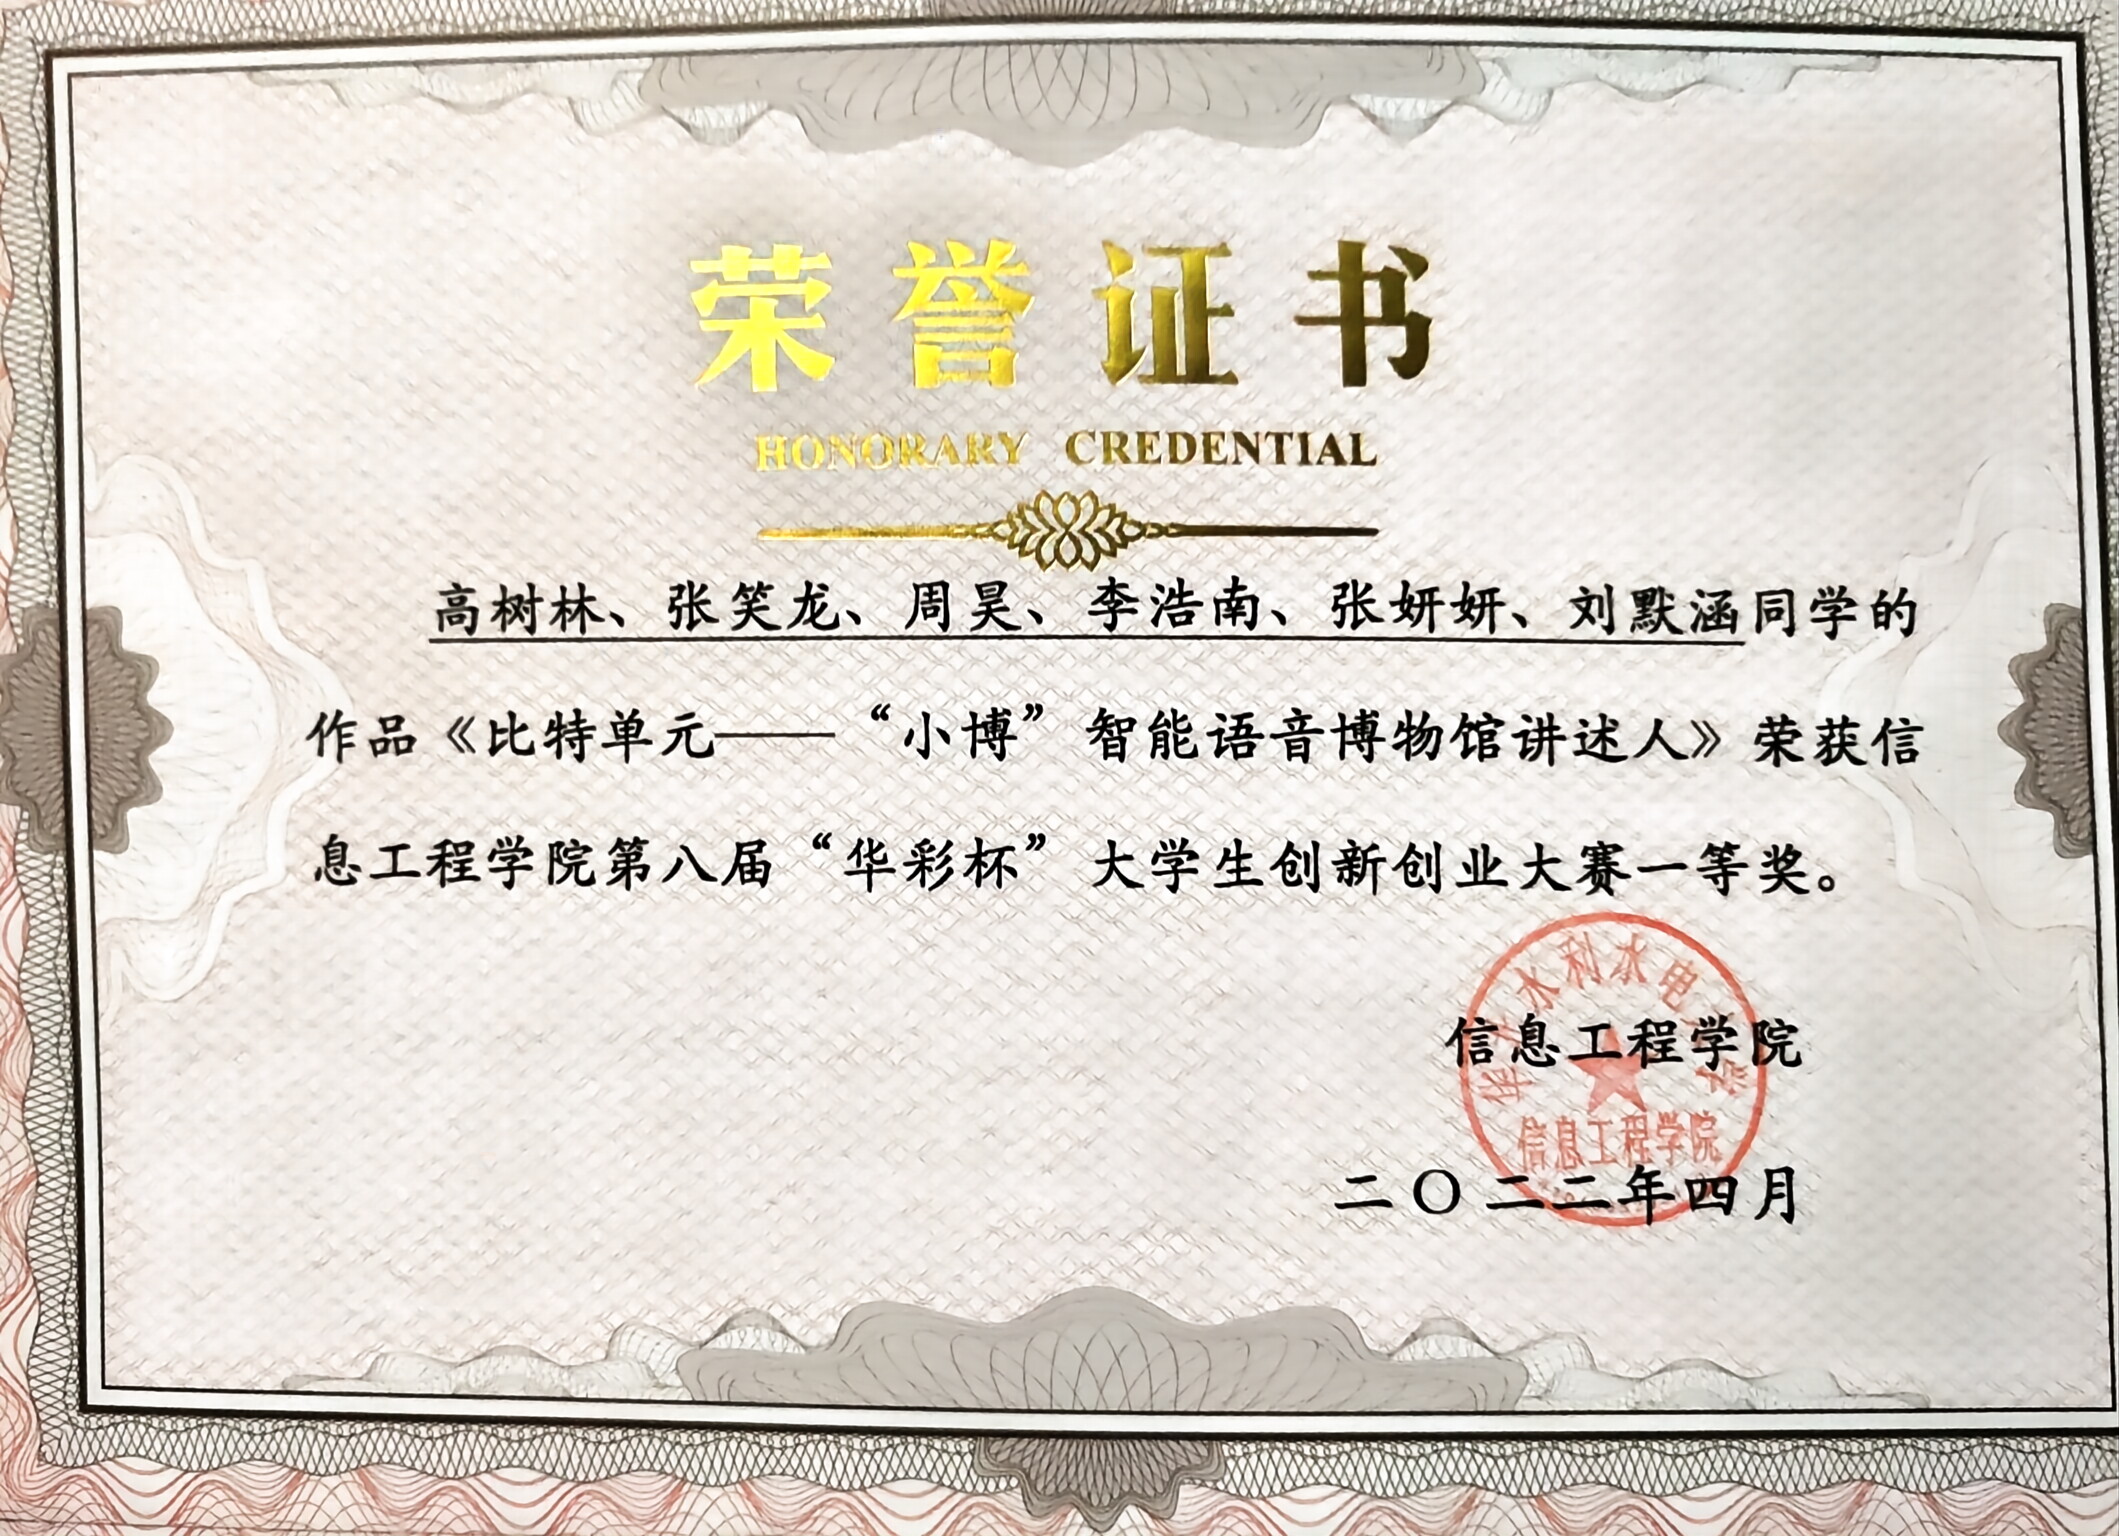 荣誉证书
HONORARY CREDENTIAL
高树林、张笑龙、周昊、李浩南、张妍妍、刘默涵同学的
作品《比特单元——“小博”智能语音博物馆讲述人》荣获信
息工程学院第八届“华彩杯”大学生创新创业大赛一等奖。
水利水电
信息工程学院
信息工程学院
二〇二二年四月